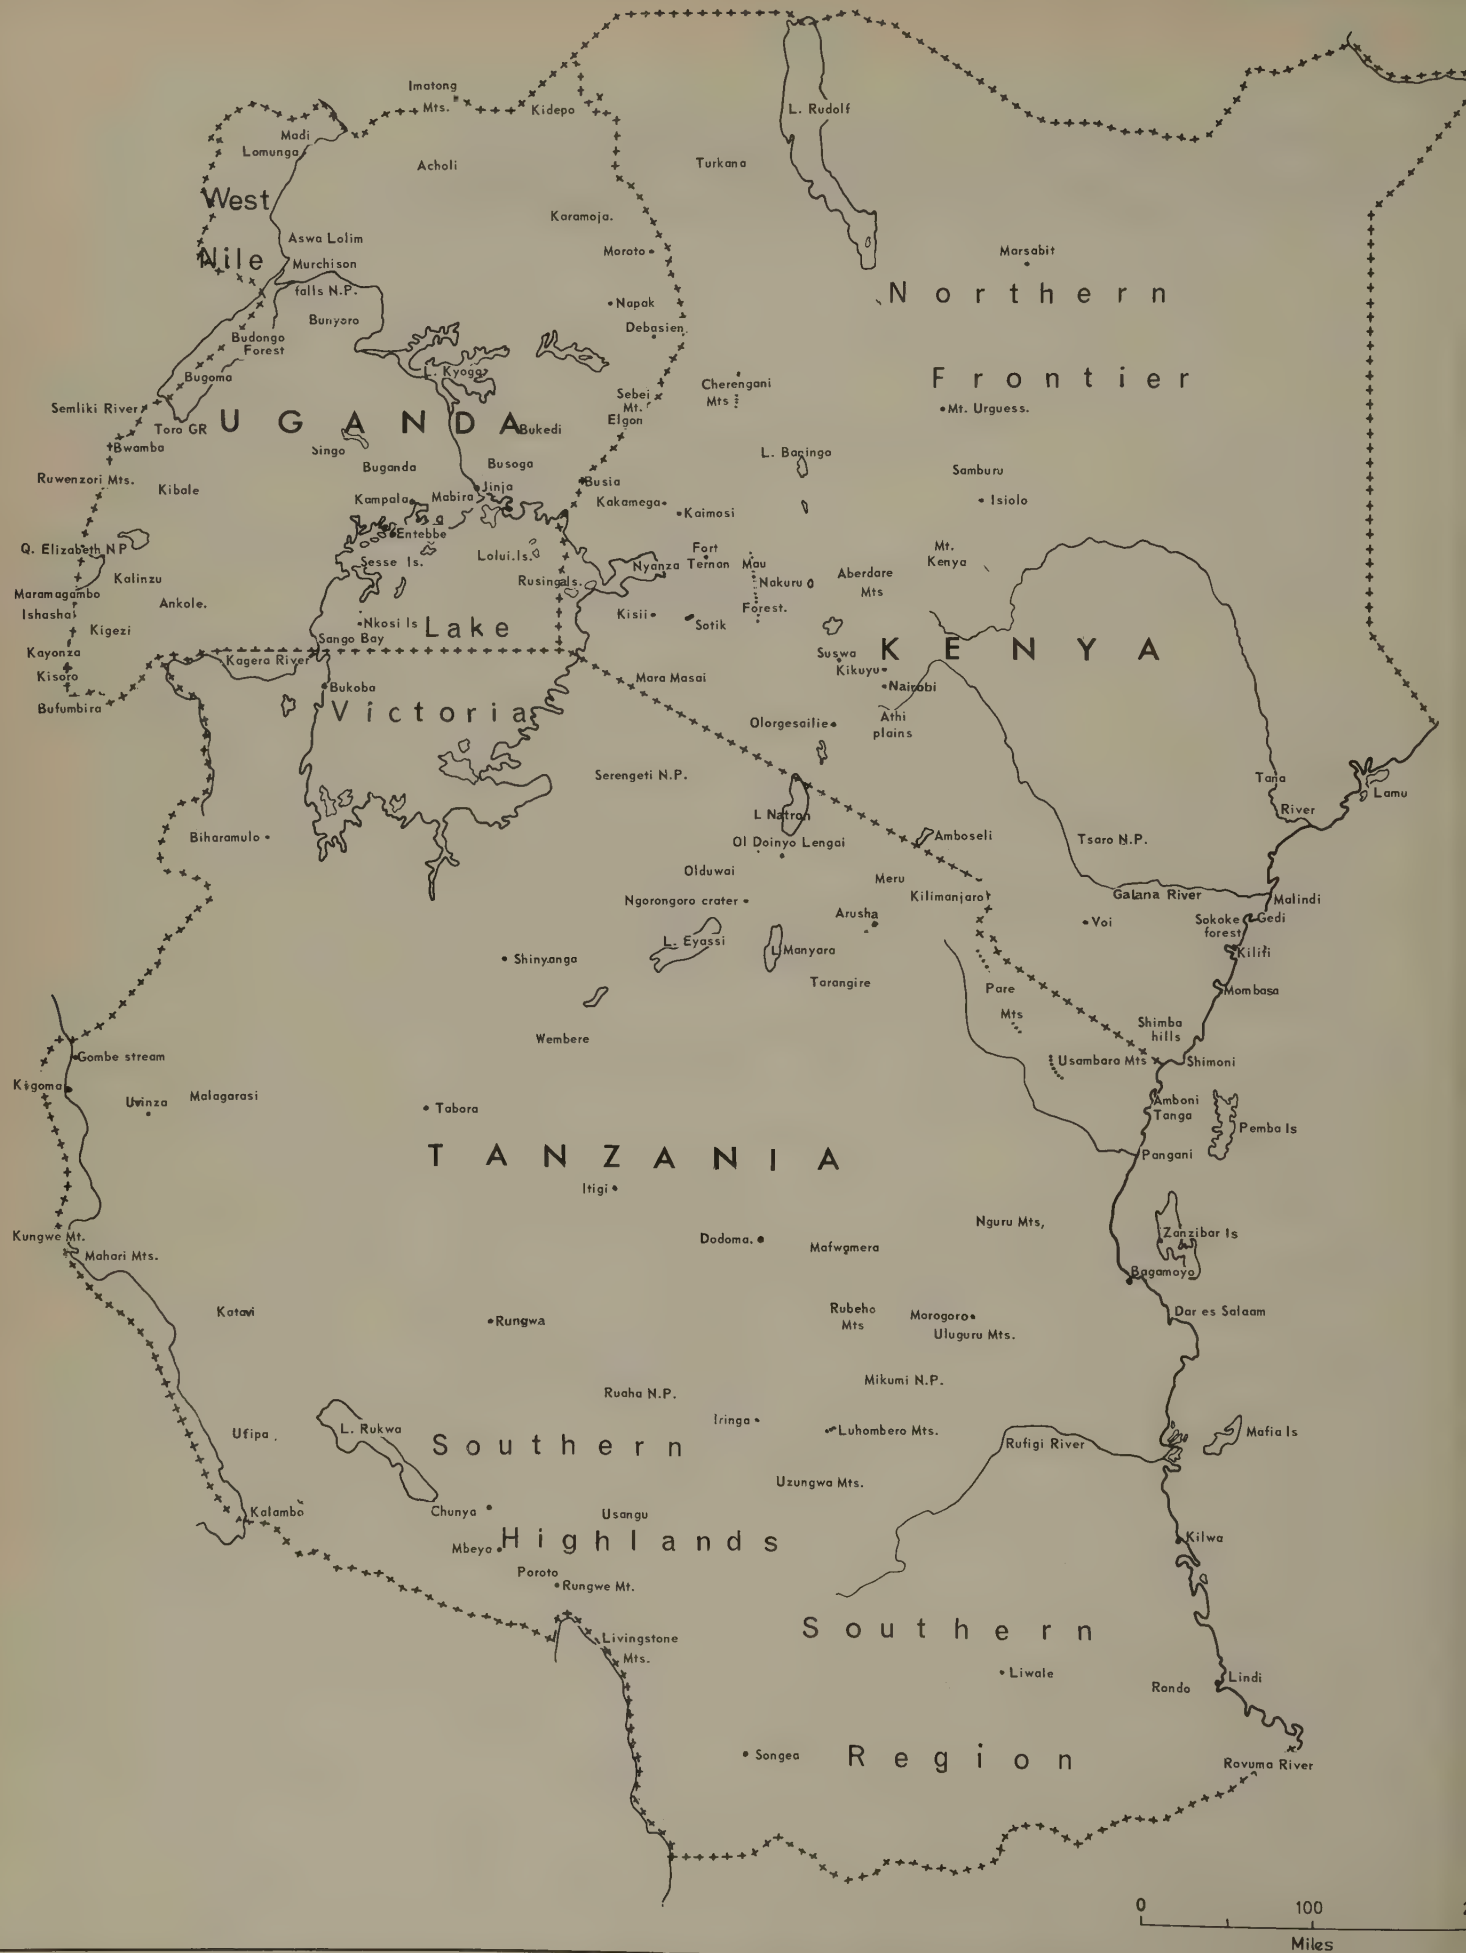 Imatong
Mts.
Kidepo
L. Rudolf
Madi
Lomunga
Acholi
Turkana
West
Nile
Karamoja.
Aswa Lolim
Moroto
Marsabit
Murchison
falls N.P.
Northern
Napak
Bunyoro
Debasien
Budongo
Forest
L. Kyoga
Bugoma
Cherengani
Mts
Frontier
Sebei
Mt.
Elgon
Semliki River
Mt. Urguess.
Toro GR
UGANDA
Bukedi
Bwamba
Singo
L. Baringo
Buganda
Busoga
Samburu
Ruwenzori Mts.
Kibale
Jinja
Busia
Kampala
Mabira
Kakamega
Kaimosi
Isiolo
Entebbe
Q. Elizabeth N P
Sesse Is.
Lolui.Is.
Fort
Ternan
Mt.
Kenya
Nyanza
Mau
Forest.
Kalinzu
Rusinga Is.
Nakuru
Aberdare
Mts
Maramagambo
Ankole.
Ishasha
Kisii
Sotik
Kigezi
Nkosi Is
Lake
Sango Bay
Kayonza
Kagera River
Suswa
KENYA
Kikuyu
Kisoro
Mara Masai
Nairobi
Bukoba
Bufumbira
Victoria
Olorgesailie
Athi
plains
Serengeti N.P.
Tana
River
Lamu
L Natron
Biharamulo
Ol Doinyo Lengai
Amboseli
Tsaro N.P.
Olduwai
Meru
Ngorongoro crater
Kilimanjaro
Galana River
Malindi
Arusha
Voi
Sokoke
forest
Gedi
L. Eyassi
L Manyara
Kilifi
Shinyanga
Tarangire
Pare
Mts
Mombasa
Wembere
Shimba
hills
Gombe stream
Usambara Mts
Shimoni
Kigoma
Uvinza
Malagarasi
Tabora
Amboni
Tanga
Pemba Is
TANZANIA
Pangani
Itigi
Nguru Mts,
Kungwe Mt.
Mahari Mts.
Dodoma.
Mafwomera
Zanzibar Is
Bagamoyo
Katavi
Rungwa
Rubeho
Mts
Morogoro
Uluguru Mts.
Dar es Salaam
Mikumi N.P.
Ruaha N.P.
Iringa
Luhombero Mts.
Ufipa
L. Rukwa
Southern
Rufigi River
Mafia Is
Uzungwa Mts.
Kalambo
Chunya
Usangu
Mbeya
Highlands
Kilwa
Poroto
Rungwe Mt.
Southern
Livingstone
Mts.
Liwale
Rondo
Lindi
Songea
Region
Rovuma River
0 100
Miles